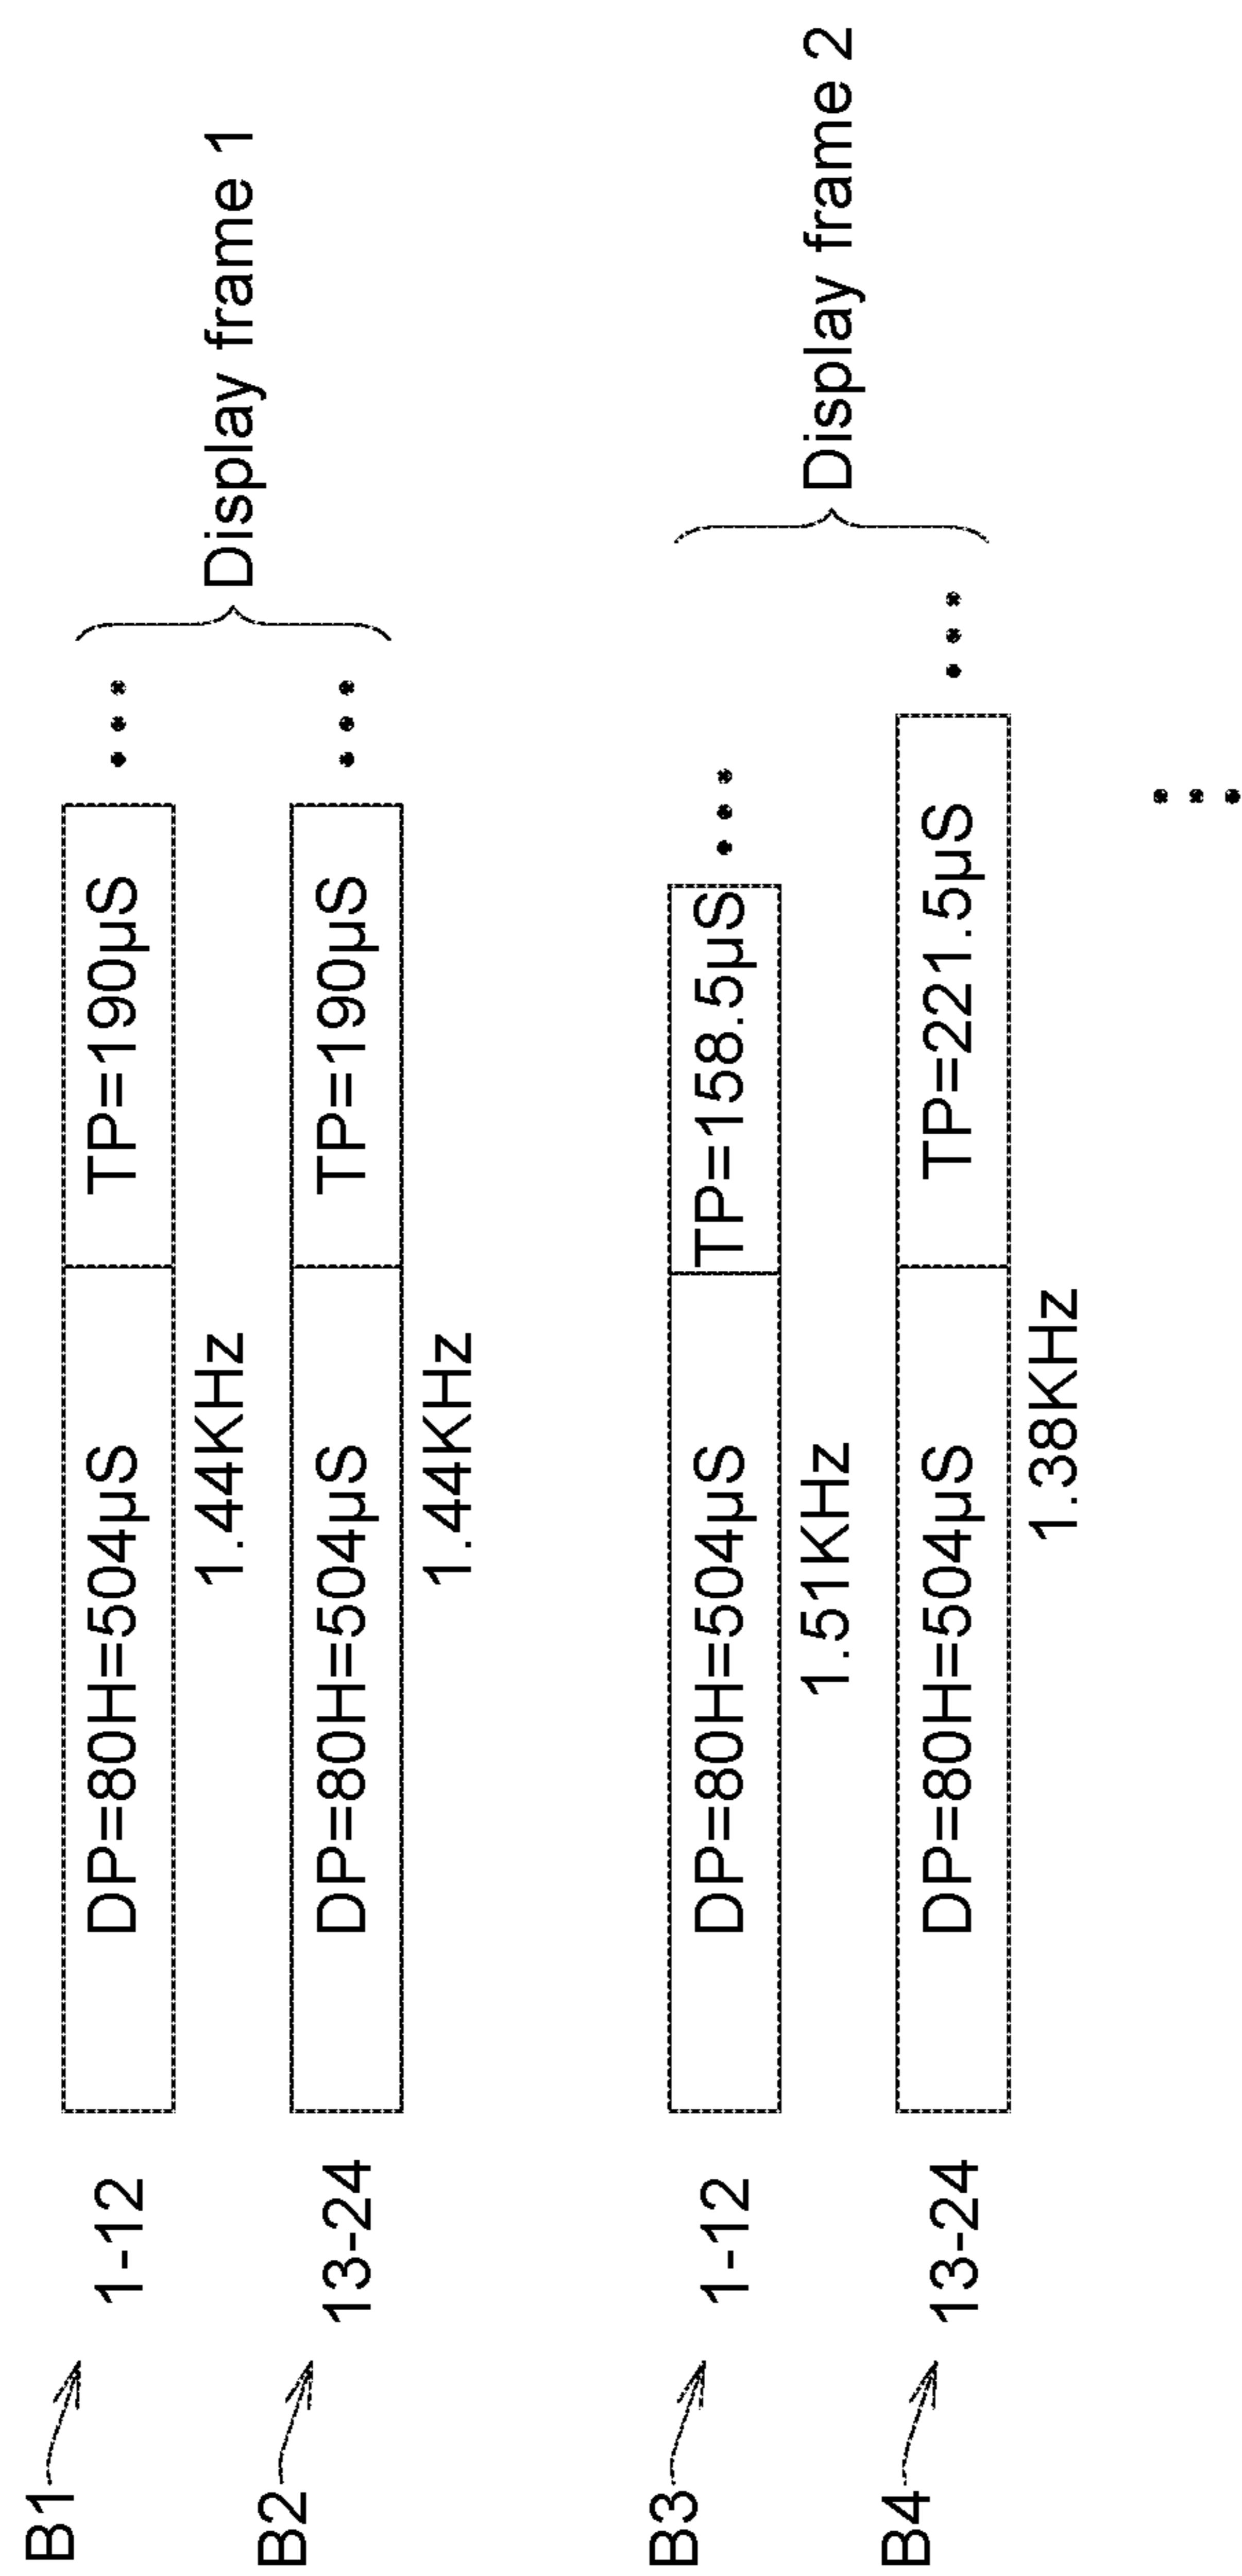 B1
1-12
DP=80H=504µS
TP=190µS
1.44KHz
Display frame 1
B2
13-24
DP=80H=504µS
TP=190µS
1.44KHz
B3
1-12
DP=80H=504µS
TP=158.5µS
1.51KHz
Display frame 2
B4
13-24
DP=80H=504µS
TP=221.5µS
1.38KHz